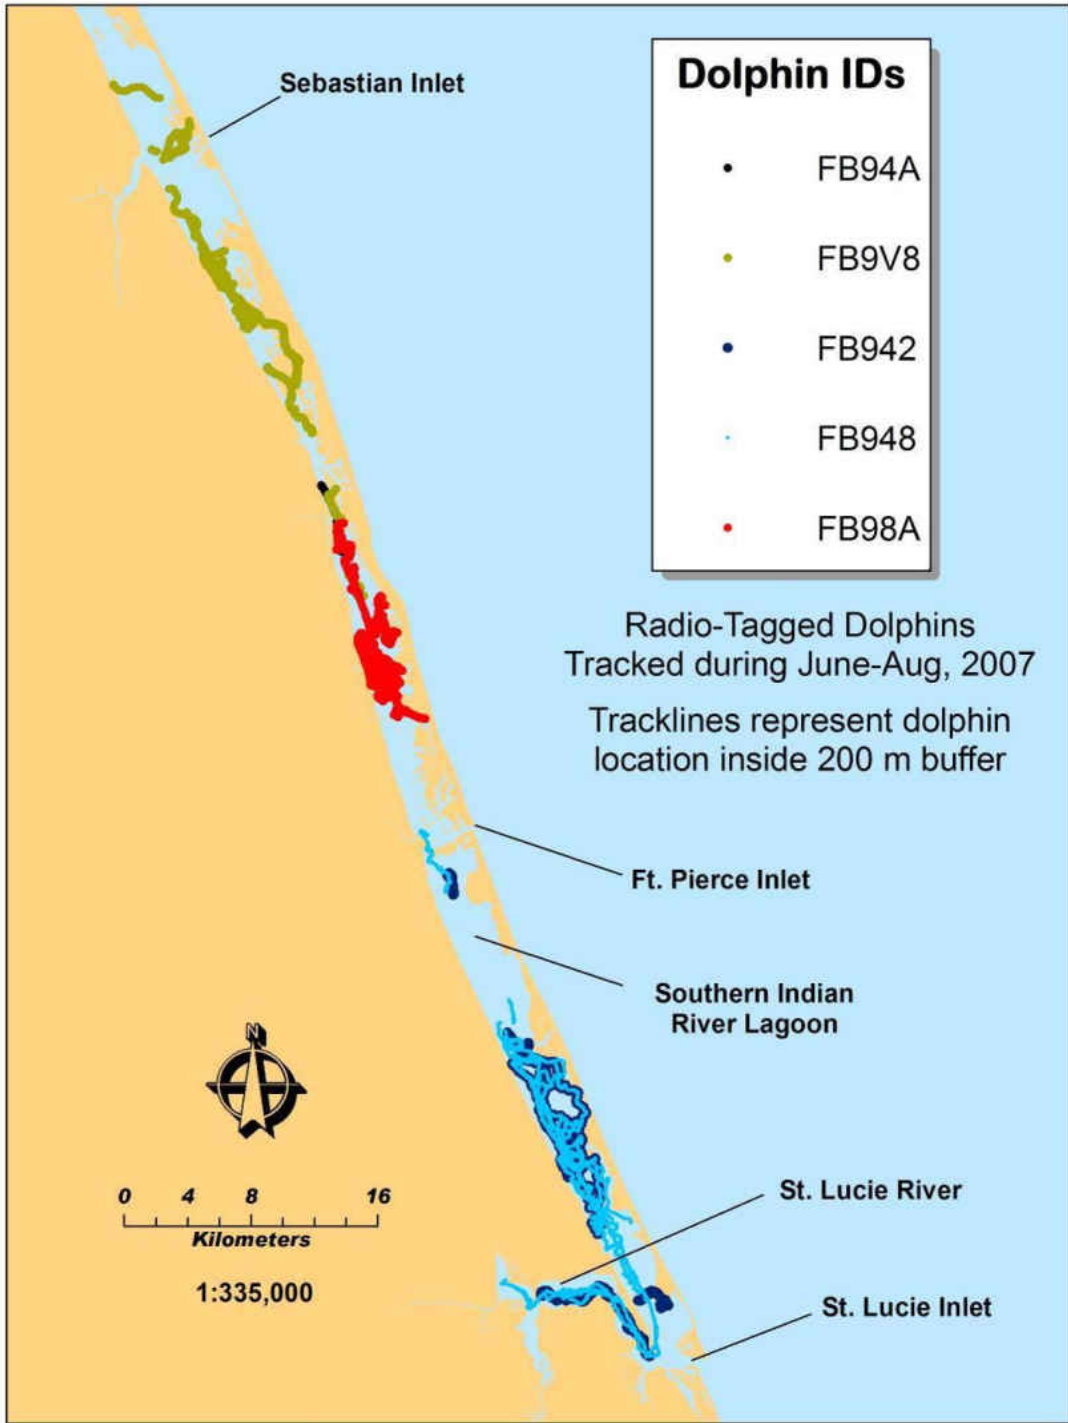 Sebastian Inlet
Dolphin IDs
FB94A
FB9V8
FB942
FB948
FB98A
Radio-Tagged Dolphins
Tracked during June-Aug, 2007
Tracklines represent dolphin
location inside 200 m buffer
Ft. Pierce Inlet
Southern Indian
River Lagoon
N
0 4 8 16
Kilometers
1:335,000
St. Lucie River
St. Lucie Inlet